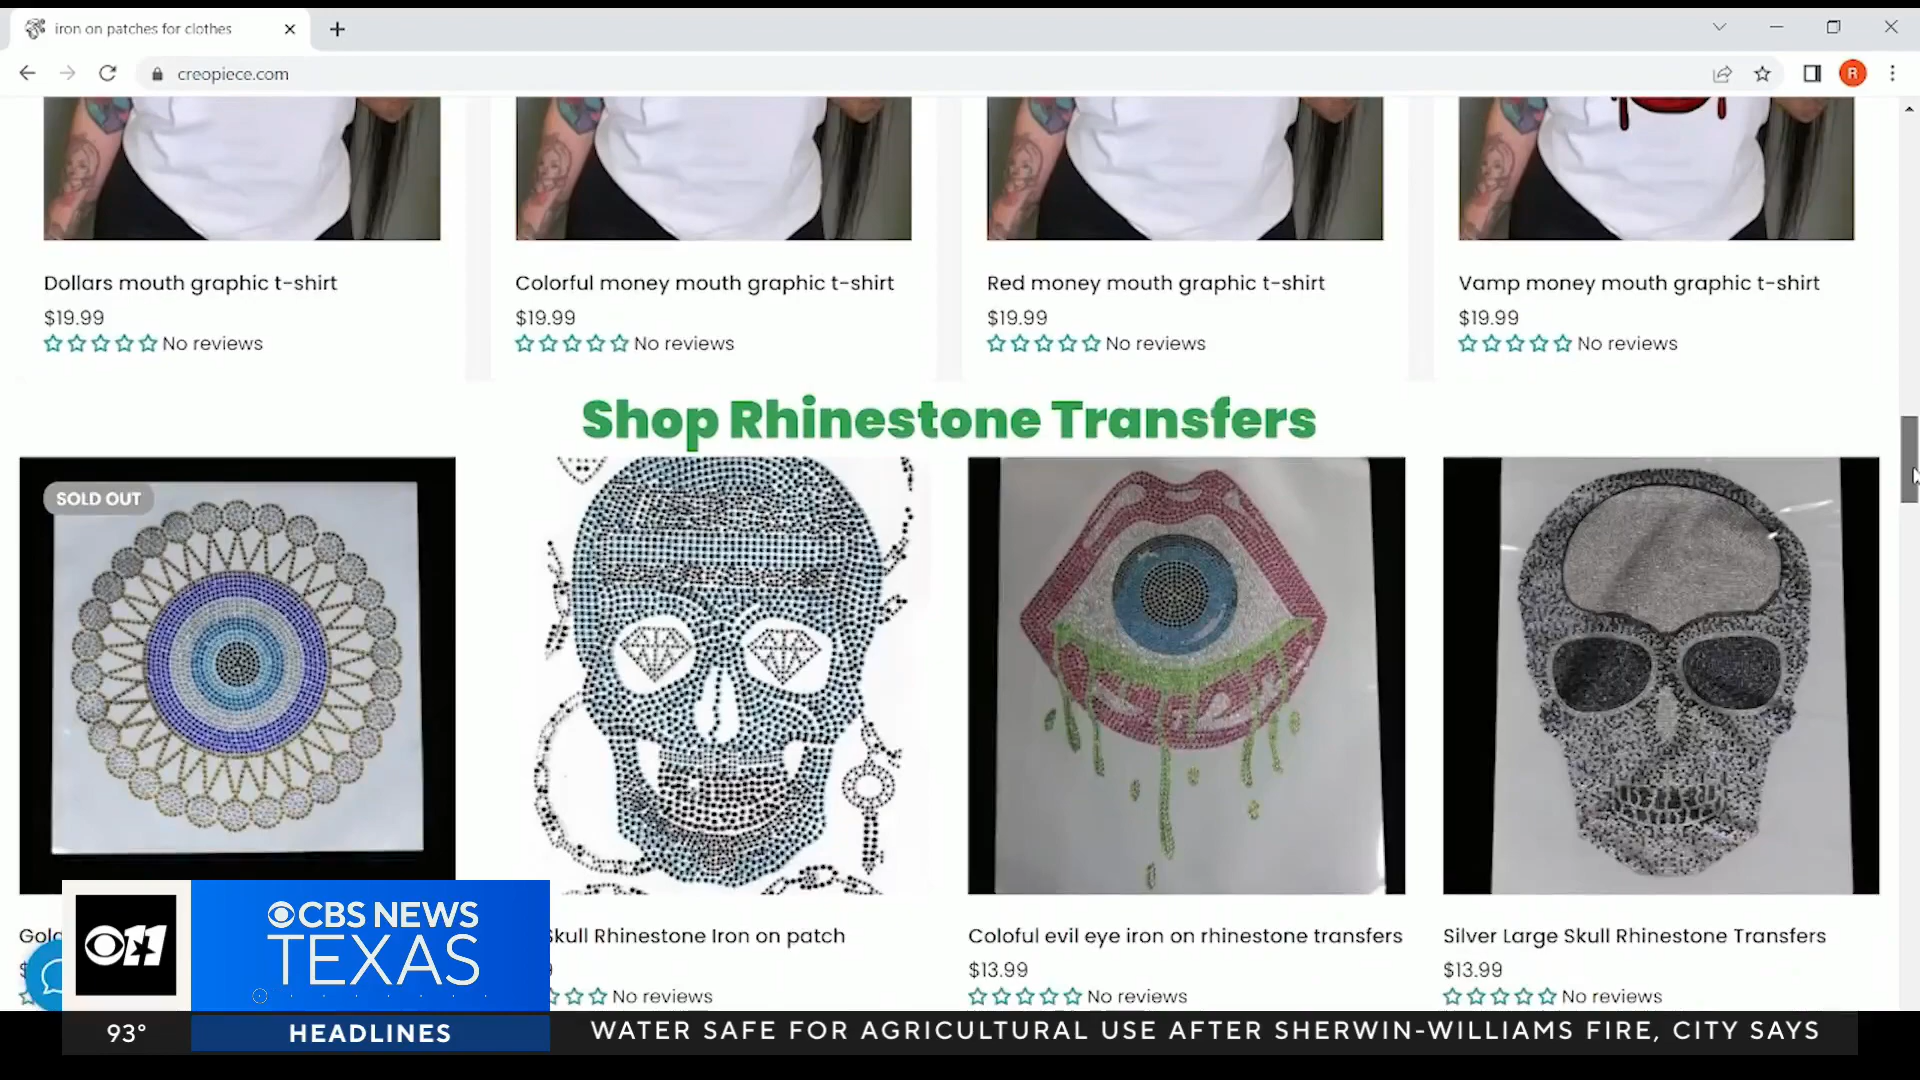 iron on patches for clothes
creopiece.com
R
Dollars mouth graphic t-shirt
$19.99
No reviews
Colorful money mouth graphic t-shirt
$19.99
No reviews
Red money mouth graphic t-shirt
$19.99
No reviews
Vamp money mouth graphic t-shirt
$19.99
No reviews
Shop Rhinestone Transfers
SOLD OUT
Skull Rhinestone Iron on patch
No reviews
Coloful evil eye iron on rhinestone transfers
$13.99
No reviews
Silver Large Skull Rhinestone Transfers
$13.99
No reviews
11
CBS NEWS
TEXAS
93°
HEADLINES
WATER SAFE FOR AGRICULTURAL USE AFTER SHERWIN-WILLIAMS FIRE, CITY SAYS